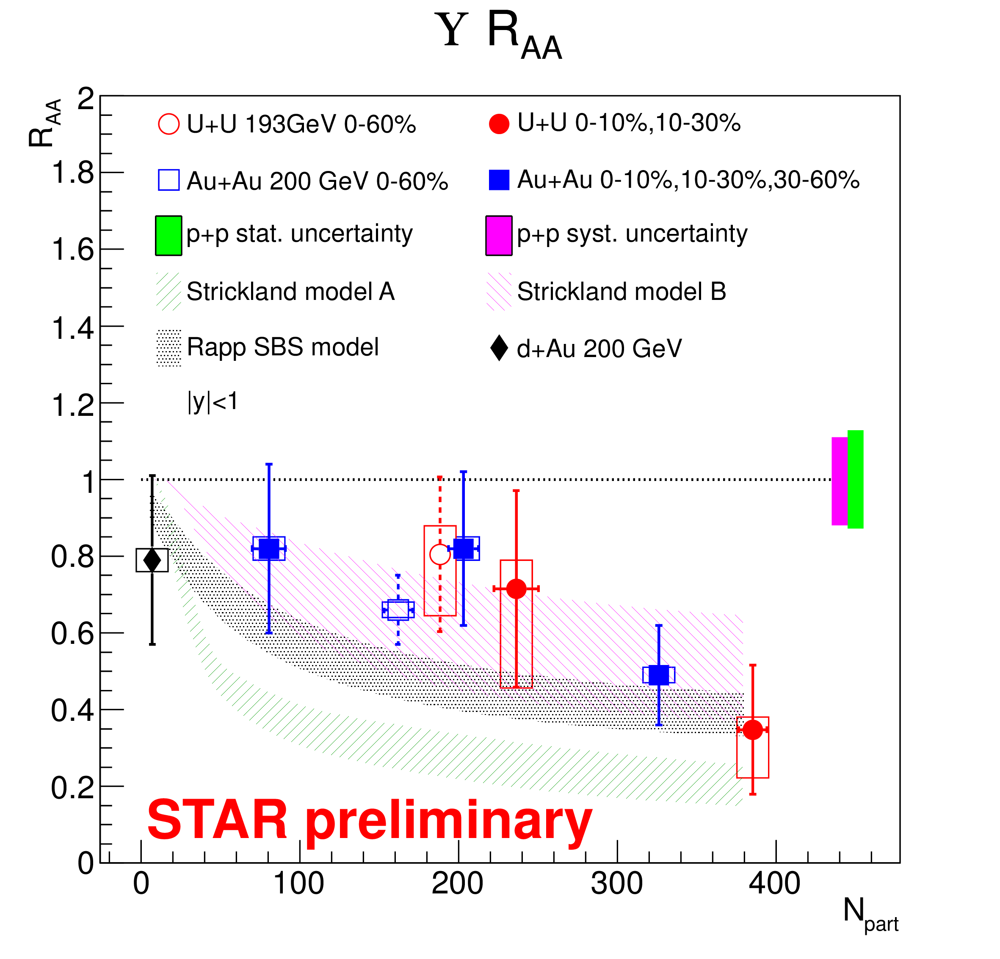 Υ R_AA
R_AA
2
1.8
1.6
1.4
1.2
1
0.8
0.6
0.4
0.2
0
U+U 193GeV 0-60%
U+U 0-10%,10-30%
Au+Au 200 GeV 0-60%
Au+Au 0-10%,10-30%,30-60%
p+p stat. uncertainty
p+p syst. uncertainty
Strickland model A
Strickland model B
Rapp SBS model
d+Au 200 GeV
|y|<1
STAR preliminary
0 100 200 300 400
N_part